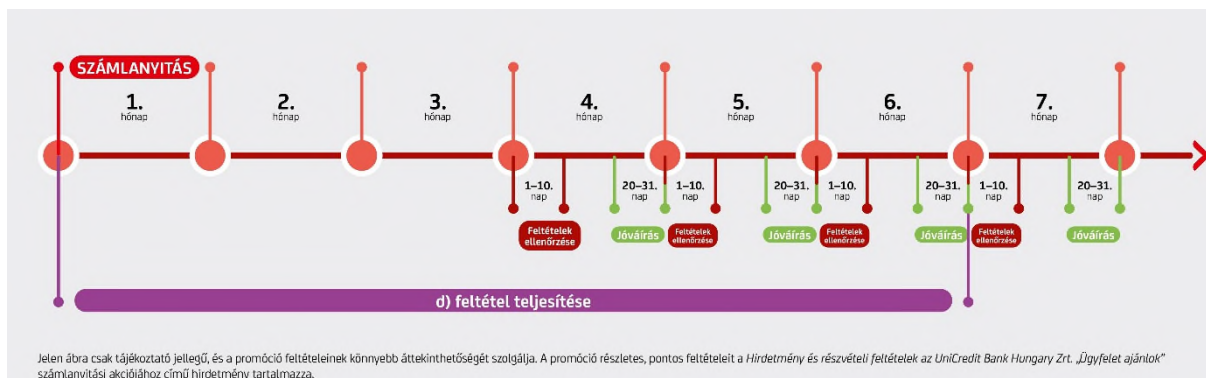 SZÁMLANYITÁS
1.
hónap
2.
hónap
3.
hónap
4.
hónap
5.
hónap
6.
hónap
7.
hónap
1–10.
nap
20–31.
nap
1–10.
nap
20–31.
nap
1–10.
nap
20–31.
nap
1–10.
nap
20–31.
nap
Feltételek
ellenőrzése
Jóváírás
Feltételek
ellenőrzése
Jóváírás
Feltételek
ellenőrzése
Jóváírás
Feltételek
ellenőrzése
Jóváírás
d) feltétel teljesítése
Jelen ábra csak tájékoztató jellegű, és a promóció feltételeinek könnyebb áttekinthetőségét szolgálja. A promóció részletes, pontos feltételeit a Hirdetmény és részvételi feltételek az UniCredit Bank Hungary Zrt. „Ügyfelet ajánlok”
számlanyitási akciójához című hirdetmény tartalmazza.